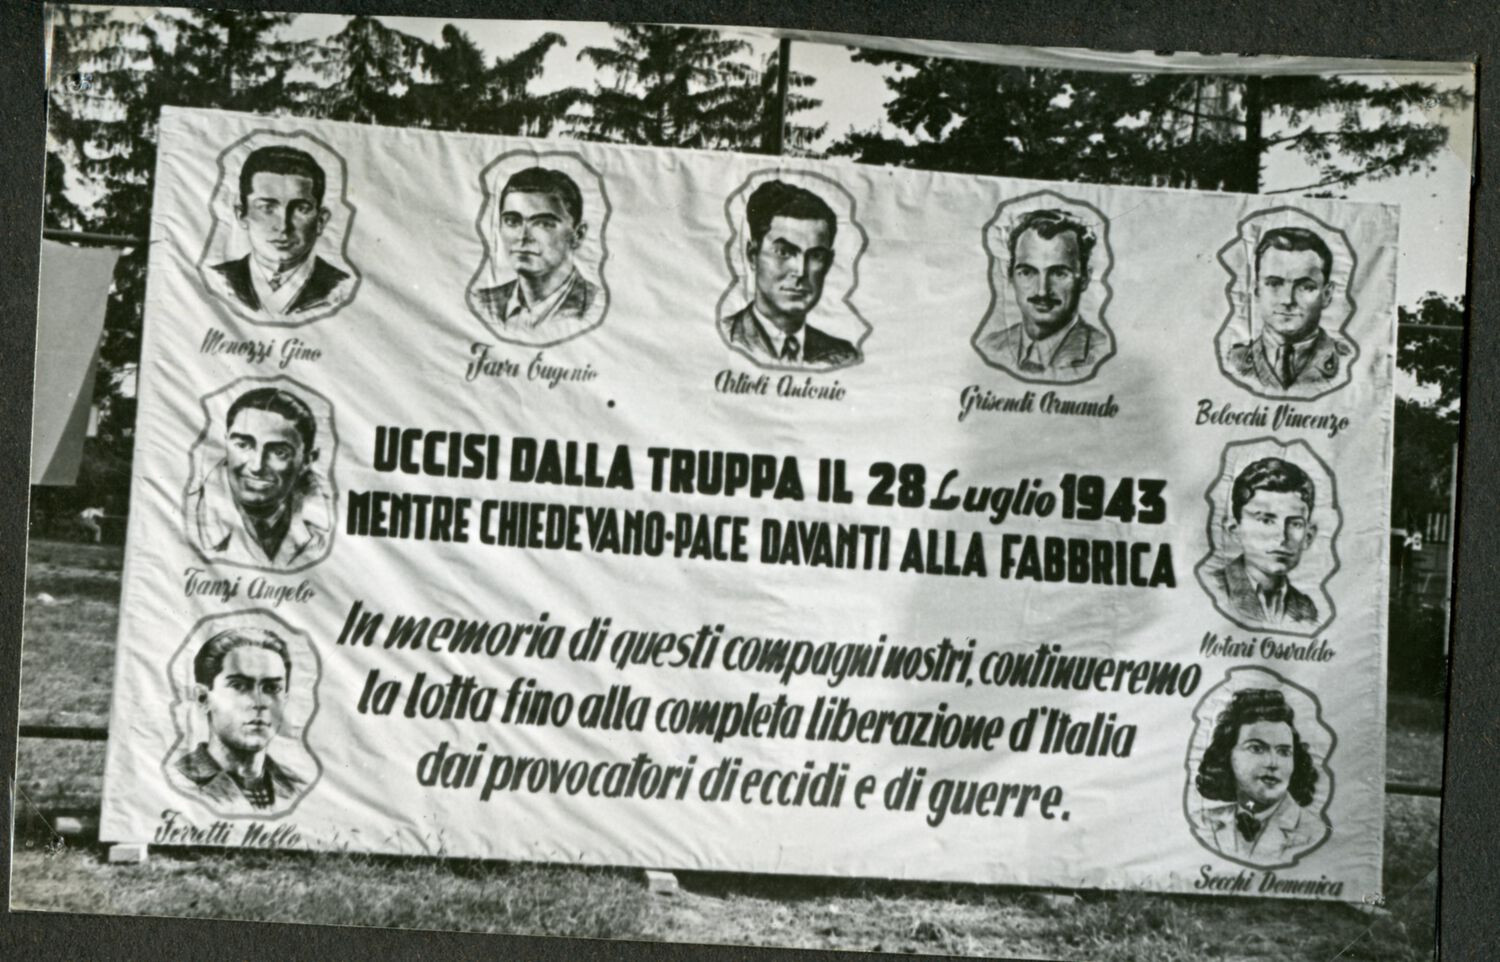 Menozzi Gino
Fava Eugenio
Artioli Antonio
Grisendi Armando
Belocchi Vincenzo
Tanzi Angelo
Notari Osvaldo
Ferretti Nello
Secchi Domenica
UCCISI DALLA TRUPPA IL 28 Luglio 1943
MENTRE CHIEDEVANO·PACE DAVANTI ALLA FABBRICA
In memoria di questi compagni nostri, continueremo
la lotta fino alla completa liberazione d'Italia
dai provocatori di eccidi e di guerre.